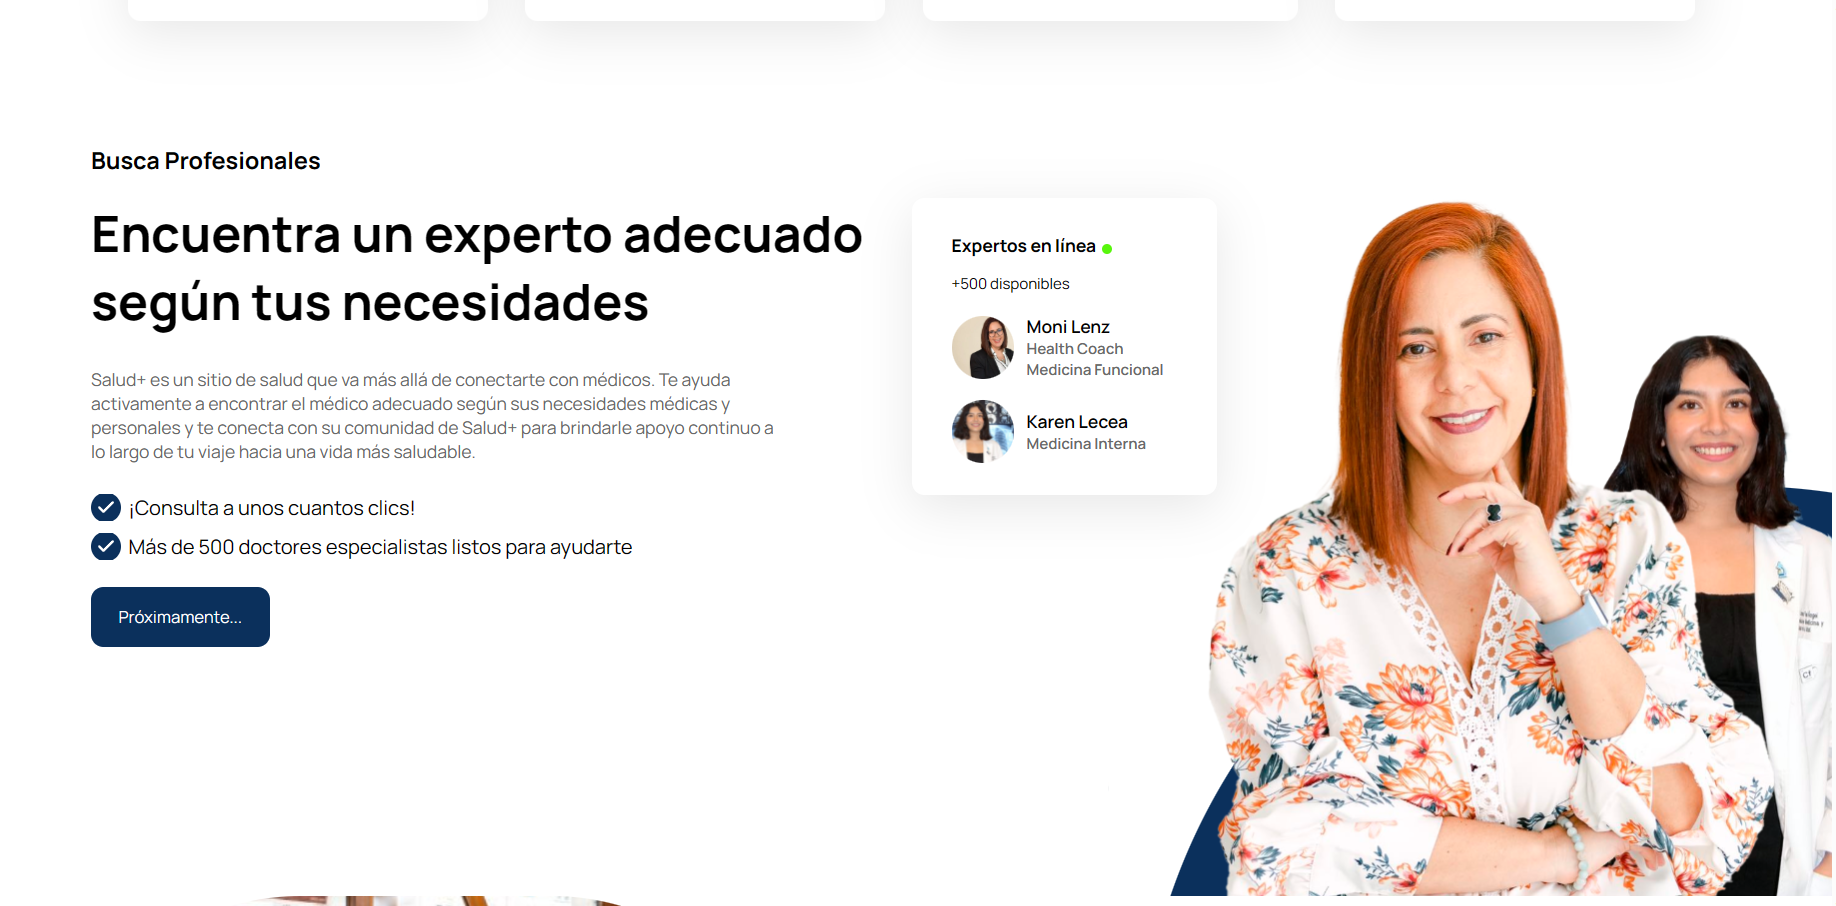 Busca Profesionales
Encuentra un experto adecuado
según tus necesidades
Salud+ es un sitio de salud que va más allá de conectarte con médicos. Te ayuda
activamente a encontrar el médico adecuado según sus necesidades médicas y
personales y te conecta con su comunidad de Salud+ para brindarle apoyo continuo a
lo largo de tu viaje hacia una vida más saludable.
¡Consulta a unos cuantos clics!
Más de 500 doctores especialistas listos para ayudarte
Próximamente...
Expertos en línea
+500 disponibles
Moni Lenz
Health Coach
Medicina Funcional
Karen Lecea
Medicina Interna